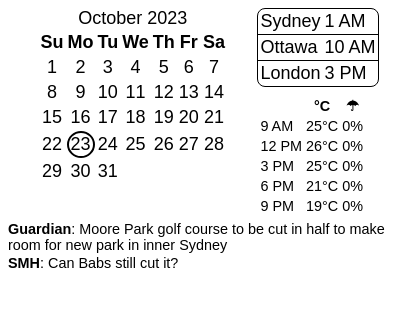 October 2023
Su Mo Tu We Th Fr Sa
1 2 3 4 5 6 7
8 9 10 11 12 13 14
15 16 17 18 19 20 21
22 23 24 25 26 27 28
29 30 31
Sydney 1 AM
Ottawa 10 AM
London 3 PM
°C ☂
9 AM 25°C 0%
12 PM 26°C 0%
3 PM 25°C 0%
6 PM 21°C 0%
9 PM 19°C 0%
Guardian: Moore Park golf course to be cut in half to make
room for new park in inner Sydney
SMH: Can Babs still cut it?